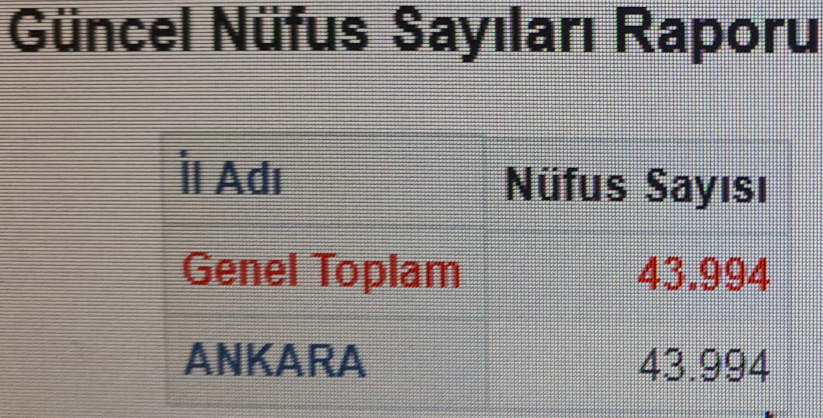 Güncel Nüfus Sayıları Raporu
İl Adı Nüfus Sayısı
Genel Toplam 43.994
ANKARA 43.994